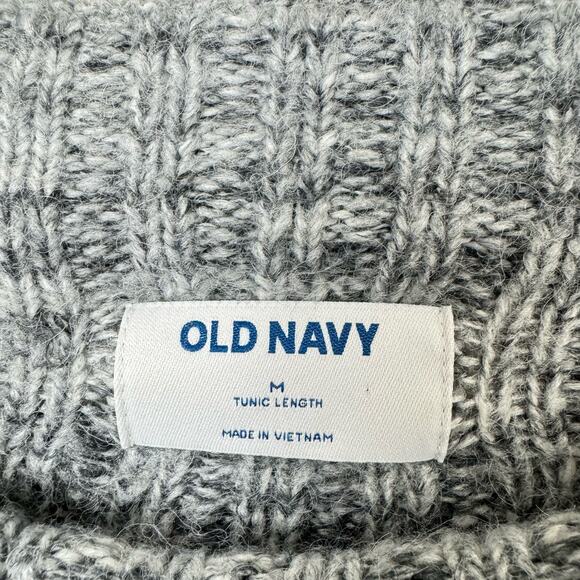 OLD NAVY
M
TUNIC LENGTH
MADE IN VIETNAM